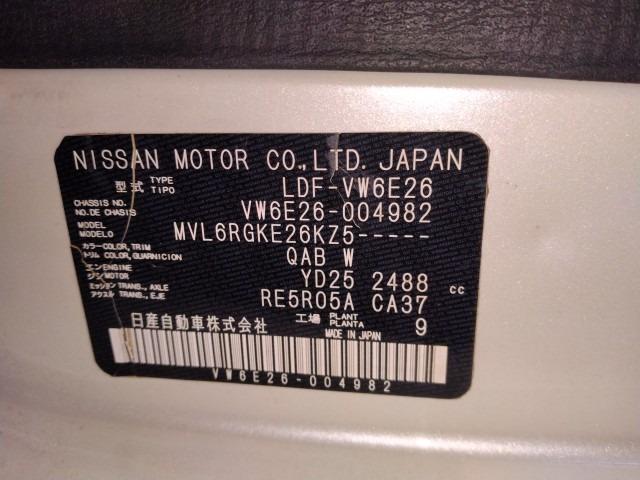 NISSAN MOTOR CO.,LTD. JAPAN
型式 TYPE TIPO LDF-VW6E26
CHASSIS NO. NO.DE CHASIS VW6E26-004982
MODEL MODELO MVL6RGKE26KZ5-----
カラー COLOR,TRIM トリム COLOR,GUARNICION QAB W
エンジン ENGINE MOTOR YD25 2488 cc
ミッション TRANS., AXLE アクスル TRANS., EJE RE5R05A CA37
日産自動車株式会社 工場 PLANT PLANTA 9
MADE IN JAPAN
VW6E26-004982